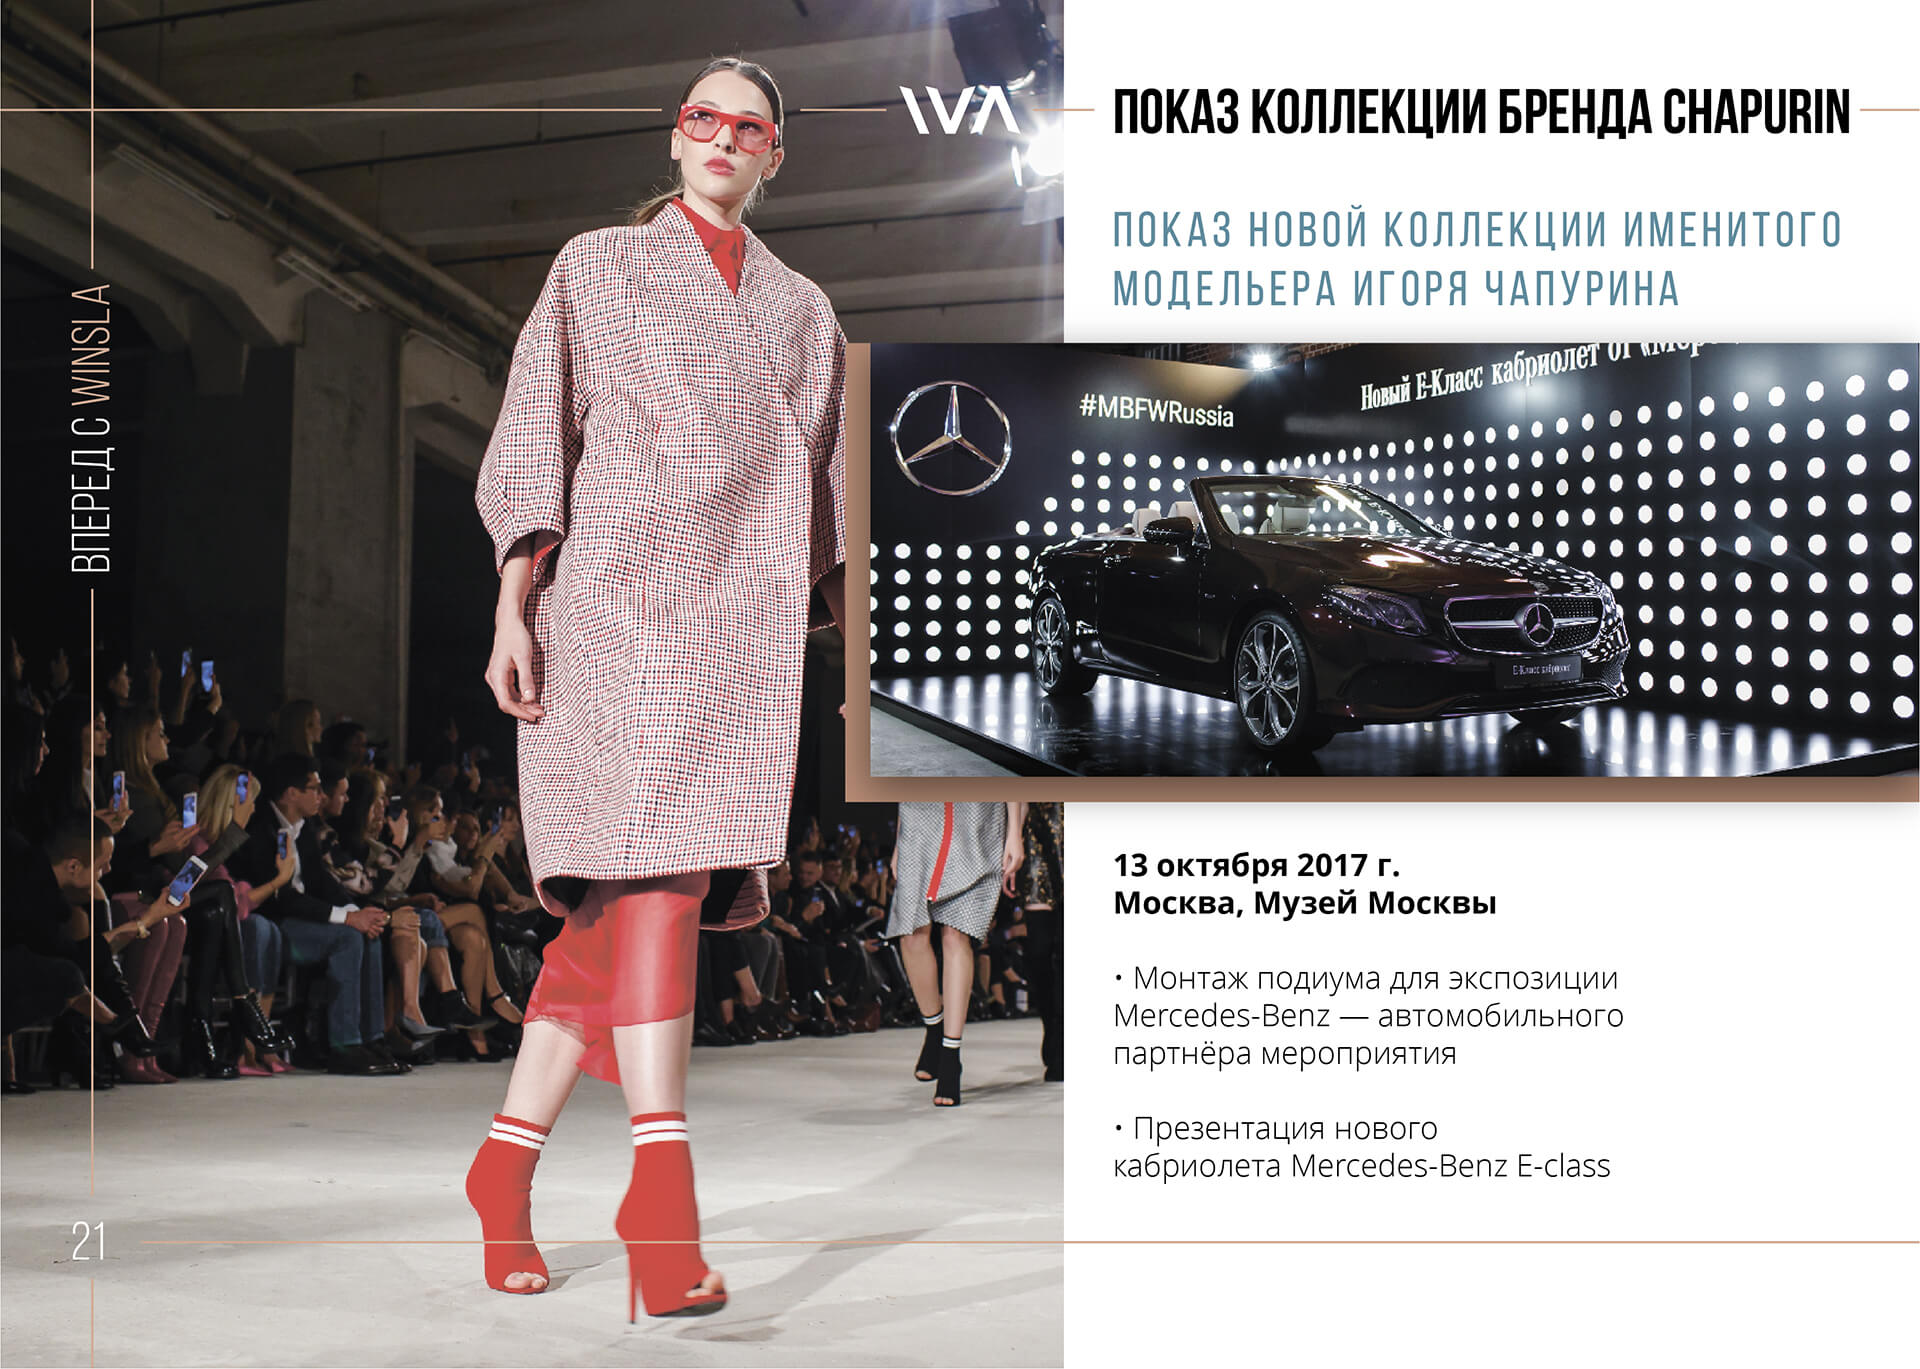 ПОКАЗ КОЛЛЕКЦИИ БРЕНДА CHAPURIN
ПОКАЗ НОВОЙ КОЛЛЕКЦИИ ИМЕНИТОГО
МОДЕЛЬЕРА ИГОРЯ ЧАПУРИНА
ВПЕРЕД С WINSLA
#MBFWRussia
Новый Е-Класс кабриолет от
Е-Класс кабриолет
13 октября 2017 г.
Москва, Музей Москвы
• Монтаж подиума для экспозиции
Mercedes-Benz — автомобильного
партнёра мероприятия
• Презентация нового
кабриолета Mercedes-Benz E-class
21